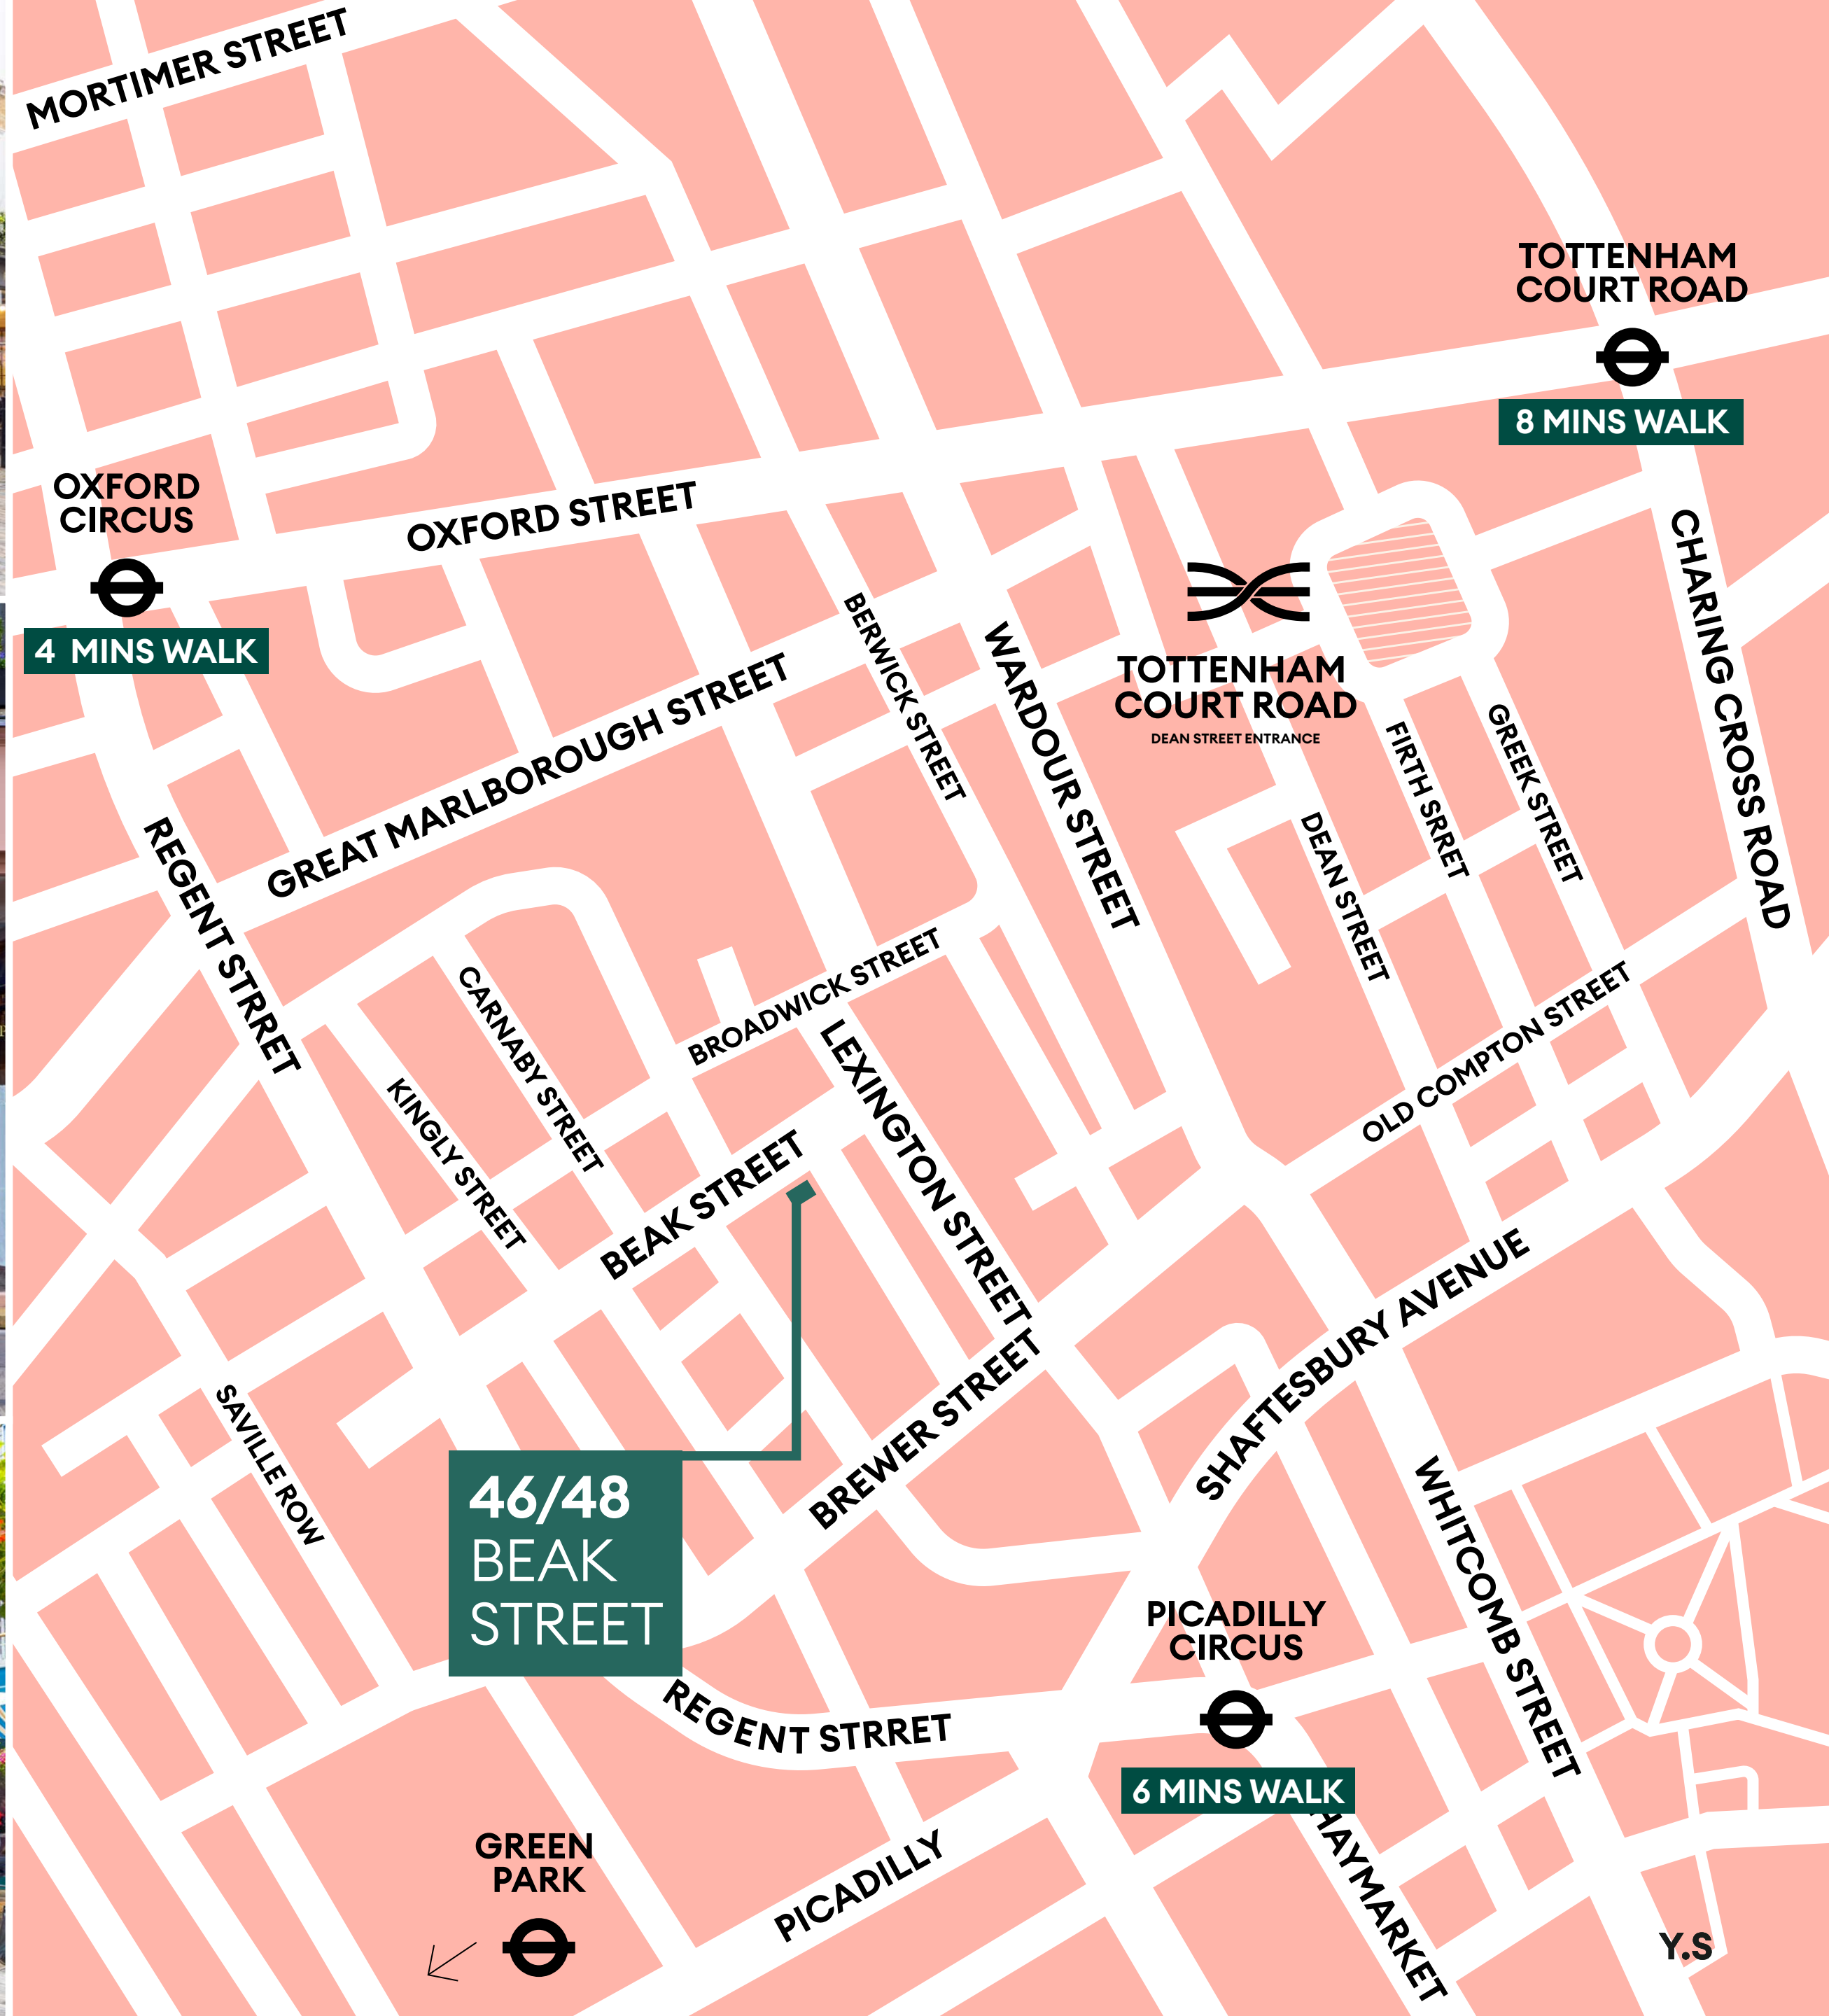 MORTIMER STREET
TOTTENHAM
COURT ROAD
8 MINS WALK
OXFORD
CIRCUS
4 MINS WALK
OXFORD STREET
CHARING CROSS ROAD
BERWICK STREET
WARDOUR STREET
TOTTENHAM
COURT ROAD
DEAN STREET ENTRANCE
GREAT MARLBOROUGH STREET
FIRTH SRRET
GREEK STREET
DEAN STREET
REGENT STRRET
CARNABY STREET
BROADWICK STREET
OLD COMPTON STREET
LEXINGTON STREET
KINGLY STREET
BEAK STREET
SHAFTESBURY AVENUE
BREWER STREET
SAVILLE ROW
46/48
BEAK
STREET
WHITCOMB STREET
PICADILLY
CIRCUS
6 MINS WALK
REGENT STRRET
HAYMARKET
GREEN
PARK
PICADILLY
Y.S